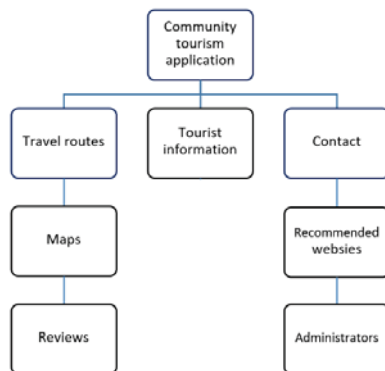 Community
tourism
application
Travel routes
Tourist
information
Contact
Maps
Recommended
websies
Reviews
Administrators